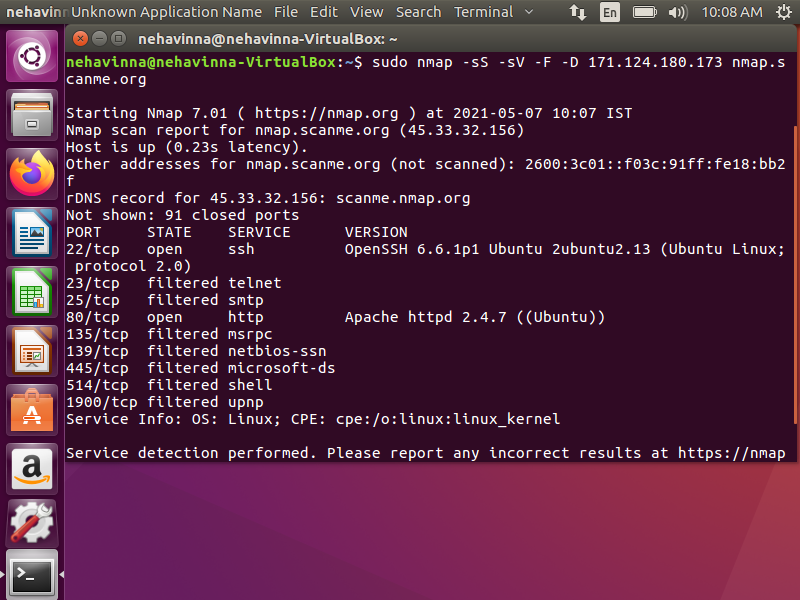 nehavinn Unknown Application Name File Edit View Search Terminal En 10:08 AM
nehavinna@nehavinna-VirtualBox: ~
nehavinna@nehavinna-VirtualBox:~$ sudo nmap -sS -sV -F -D 171.124.180.173 nmap.s
canme.org
Starting Nmap 7.01 ( https://nmap.org ) at 2021-05-07 10:07 IST
Nmap scan report for nmap.scanme.org (45.33.32.156)
Host is up (0.23s latency).
Other addresses for nmap.scanme.org (not scanned): 2600:3c01::f03c:91ff:fe18:bb2
f
rDNS record for 45.33.32.156: scanme.nmap.org
Not shown: 91 closed ports
PORT     STATE    SERVICE      VERSION
22/tcp   open     ssh          OpenSSH 6.6.1p1 Ubuntu 2ubuntu2.13 (Ubuntu Linux;
 protocol 2.0)
23/tcp   filtered telnet
25/tcp   filtered smtp
80/tcp   open     http         Apache httpd 2.4.7 ((Ubuntu))
135/tcp  filtered msrpc
139/tcp  filtered netbios-ssn
445/tcp  filtered microsoft-ds
514/tcp  filtered shell
1900/tcp filtered upnp
Service Info: OS: Linux; CPE: cpe:/o:linux:linux_kernel
Service detection performed. Please report any incorrect results at https://nmap
a
>_